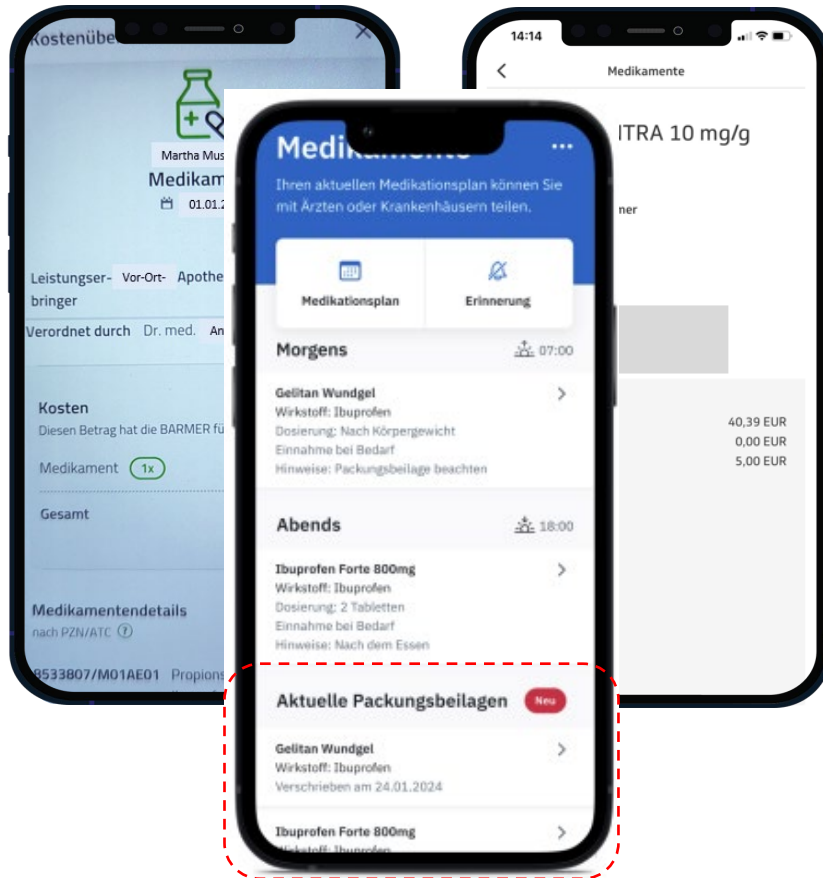 Kostenübe
Martha Mus
Medikam
01.01.2
Leistungser- Vor-Ort- Apothe
bringer
Verordnet durch Dr. med. An
Kosten
Diesen Betrag hat die BARMER fü
Medikament 1x
Gesamt
Medikamentendetails
nach PZN/ATC ?
8533807/M01AE01 Propions
Ihren aktuellen Medikationsplan können Sie
mit Ärzten oder Krankenhäusern teilen.
Medikationsplan
Erinnerung
Morgens 07:00
Gelitan Wundgel
Wirkstoff: Ibuprofen
Dosierung: Nach Körpergewicht
Einnahme bei Bedarf
Hinweise: Packungsbeilage beachten
Abends 18:00
Ibuprofen Forte 800mg
Wirkstoff: Ibuprofen
Dosierung: 2 Tabletten
Einnahme bei Bedarf
Hinweise: Nach dem Essen
Aktuelle Packungsbeilagen Neu
Gelitan Wundgel
Wirkstoff: Ibuprofen
Verschrieben am 24.01.2024
Ibuprofen Forte 800mg
Wirkstoff: Ibuprofen
14:14
Medikamente
NTRA 10 mg/g
ner
40,39 EUR
0,00 EUR
5,00 EUR